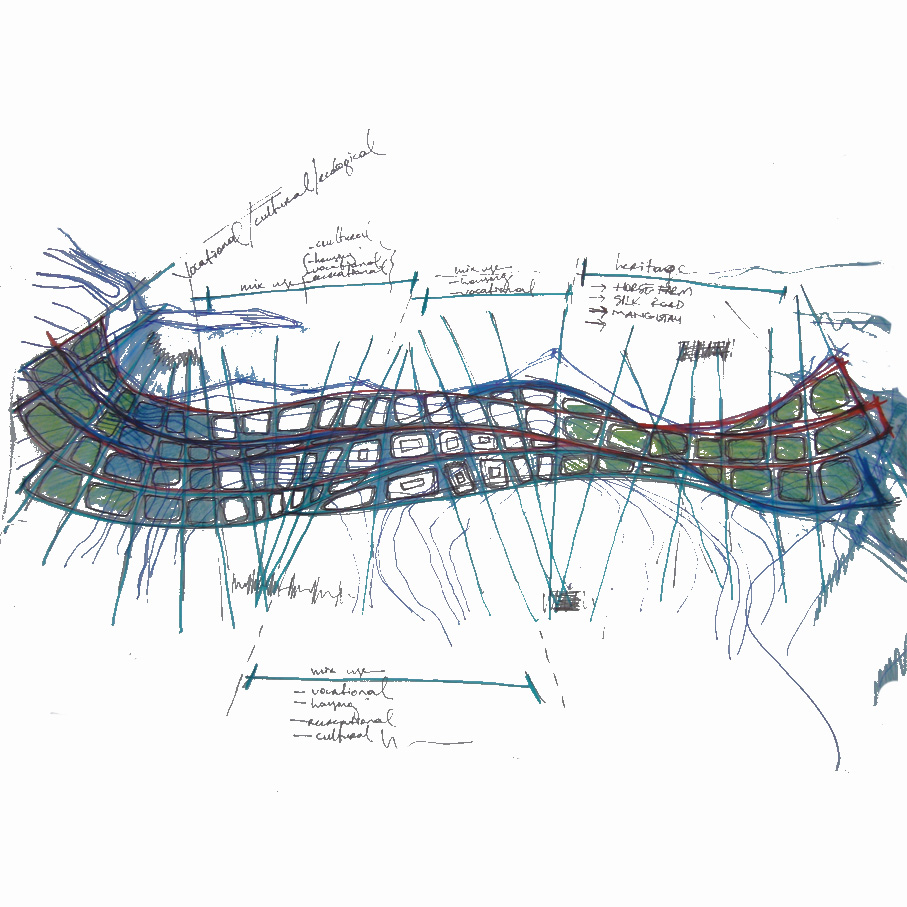 vocational/cultural/ecological
- cultural
- housing
mix use - vocational
- recreational
mix use
- housing
- vocational
heritage
→ HORSE FARM
→ SILK ROAD
→ MANGISTAU
→
mix use
- vocational
- housing
- recreational
- cultural